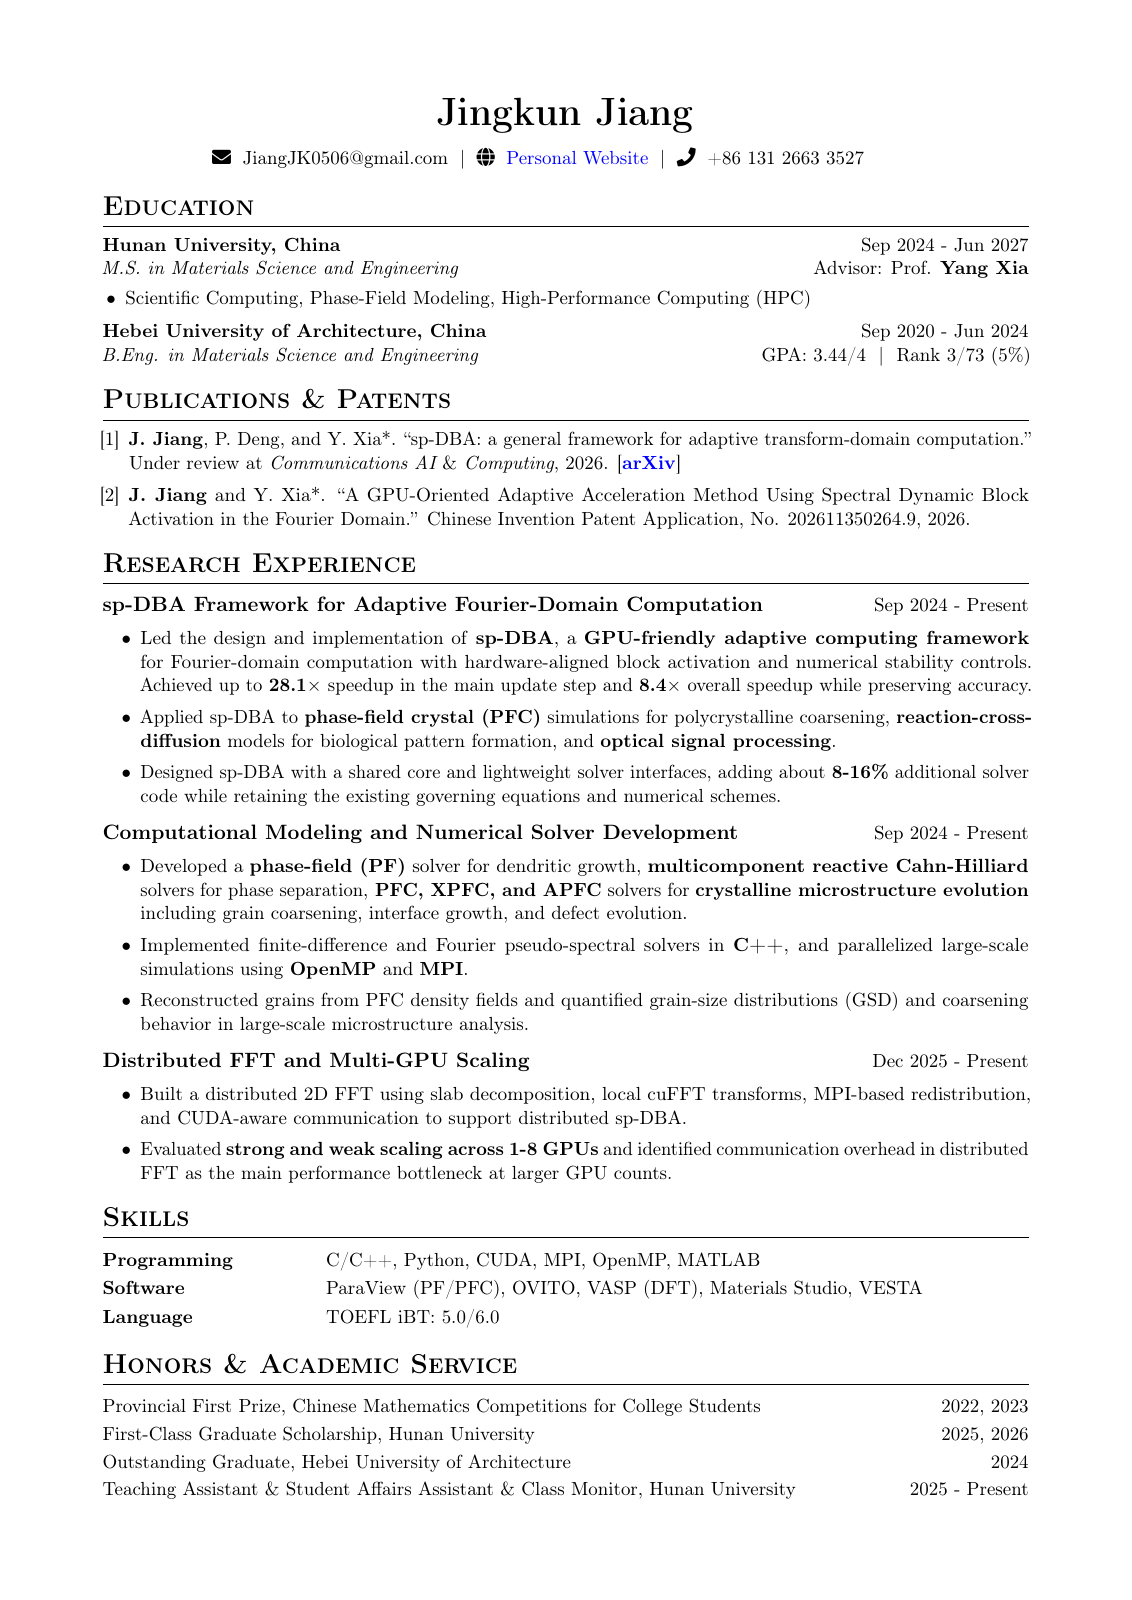 Jingkun Jiang
JiangJK0506@gmail.com | Personal Website | +86 131 2663 3527
Education
Hunan University, China Sep 2024 - Jun 2027
M.S. in Materials Science and Engineering Advisor: Prof. Yang Xia
• Scientific Computing, Phase-Field Modeling, High-Performance Computing (HPC)
Hebei University of Architecture, China Sep 2020 - Jun 2024
B.Eng. in Materials Science and Engineering GPA: 3.44/4 | Rank 3/73 (5%)
Publications & Patents
[1] J. Jiang, P. Deng, and Y. Xia*. “sp-DBA: a general framework for adaptive transform-domain computation.”
Under review at Communications AI & Computing, 2026. [arXiv]
[2] J. Jiang and Y. Xia*. “A GPU-Oriented Adaptive Acceleration Method Using Spectral Dynamic Block
Activation in the Fourier Domain.” Chinese Invention Patent Application, No. 202611350264.9, 2026.
Research Experience
sp-DBA Framework for Adaptive Fourier-Domain Computation Sep 2024 - Present
• Led the design and implementation of sp-DBA, a GPU-friendly adaptive computing framework
for Fourier-domain computation with hardware-aligned block activation and numerical stability controls.
Achieved up to 28.1× speedup in the main update step and 8.4× overall speedup while preserving accuracy.
• Applied sp-DBA to phase-field crystal (PFC) simulations for polycrystalline coarsening, reaction-cross-
diffusion models for biological pattern formation, and optical signal processing.
• Designed sp-DBA with a shared core and lightweight solver interfaces, adding about 8-16% additional solver
code while retaining the existing governing equations and numerical schemes.
Computational Modeling and Numerical Solver Development Sep 2024 - Present
• Developed a phase-field (PF) solver for dendritic growth, multicomponent reactive Cahn-Hilliard
solvers for phase separation, PFC, XPFC, and APFC solvers for crystalline microstructure evolution
including grain coarsening, interface growth, and defect evolution.
• Implemented finite-difference and Fourier pseudo-spectral solvers in C++, and parallelized large-scale
simulations using OpenMP and MPI.
• Reconstructed grains from PFC density fields and quantified grain-size distributions (GSD) and coarsening
behavior in large-scale microstructure analysis.
Distributed FFT and Multi-GPU Scaling Dec 2025 - Present
• Built a distributed 2D FFT using slab decomposition, local cuFFT transforms, MPI-based redistribution,
and CUDA-aware communication to support distributed sp-DBA.
• Evaluated strong and weak scaling across 1-8 GPUs and identified communication overhead in distributed
FFT as the main performance bottleneck at larger GPU counts.
Skills
Programming C/C++, Python, CUDA, MPI, OpenMP, MATLAB
Software ParaView (PF/PFC), OVITO, VASP (DFT), Materials Studio, VESTA
Language TOEFL iBT: 5.0/6.0
Honors & Academic Service
Provincial First Prize, Chinese Mathematics Competitions for College Students 2022, 2023
First-Class Graduate Scholarship, Hunan University 2025, 2026
Outstanding Graduate, Hebei University of Architecture 2024
Teaching Assistant & Student Affairs Assistant & Class Monitor, Hunan University 2025 - Present